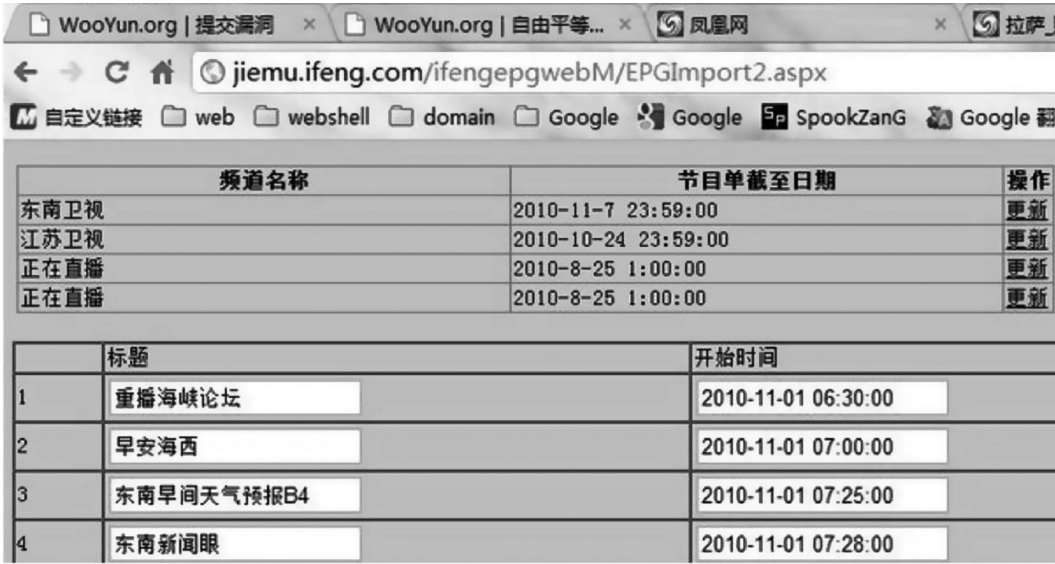 WooYun.org | 提交漏洞 × WooYun.org | 自由平等... × 凤凰网 × 拉萨_
jiemu.ifeng.com/ifengepgwebM/EPGImport2.aspx
自定义链接 web webshell domain Google Google SpookZanG Google 翻
频道名称 节目单截至日期 操作
东南卫视 2010-11-7 23:59:00 更新
江苏卫视 2010-10-24 23:59:00 更新
正在直播 2010-8-25 1:00:00 更新
正在直播 2010-8-25 1:00:00 更新
标题 开始时间
1 重播海峡论坛 2010-11-01 06:30:00
2 早安海西 2010-11-01 07:00:00
3 东南早间天气预报B4 2010-11-01 07:25:00
4 东南新闻眼 2010-11-01 07:28:00